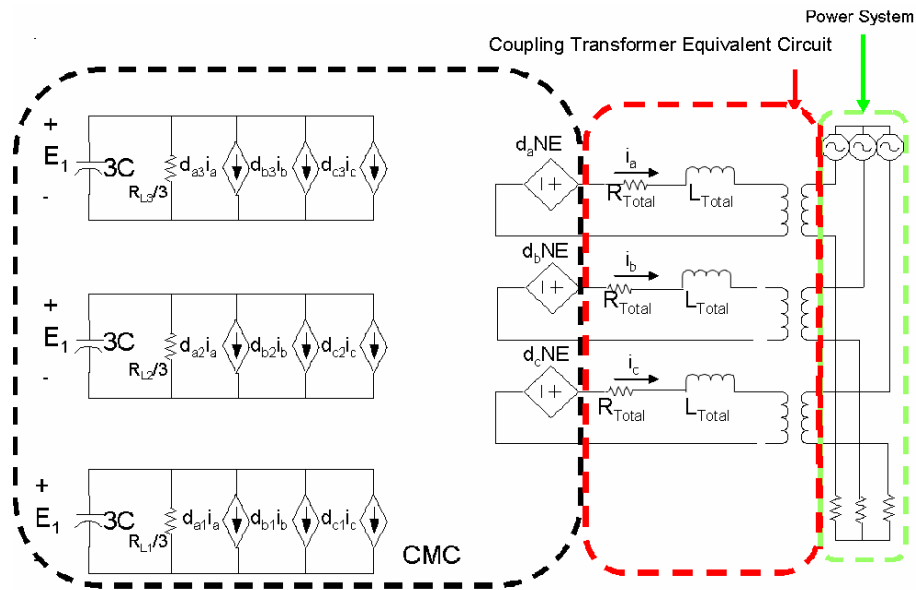 Power System
Coupling Transformer Equivalent Circuit
+
E1
-
3C
RL3/3
da3ia
db3ib
dc3ic
+
E1
-
3C
RL2/3
da2ia
db2ib
dc2ic
+
E1
-
3C
RL1/3
da1ia
db1ib
dc1ic
CMC
daNE
ia
RTotal
LTotal
dbNE
ib
RTotal
LTotal
dcNE
ic
RTotal
LTotal